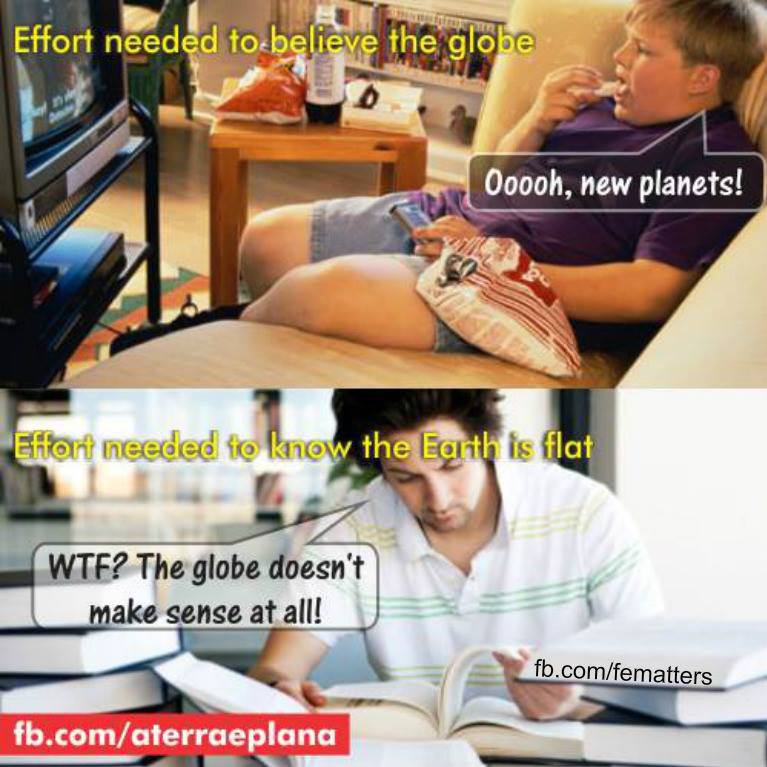 Effort needed to believe the globe
Ooooh, new planets!
Effort needed to know the Earth is flat
WTF? The globe doesn't
make sense at all!
fb.com/fematters
fb.com/aterraeplana